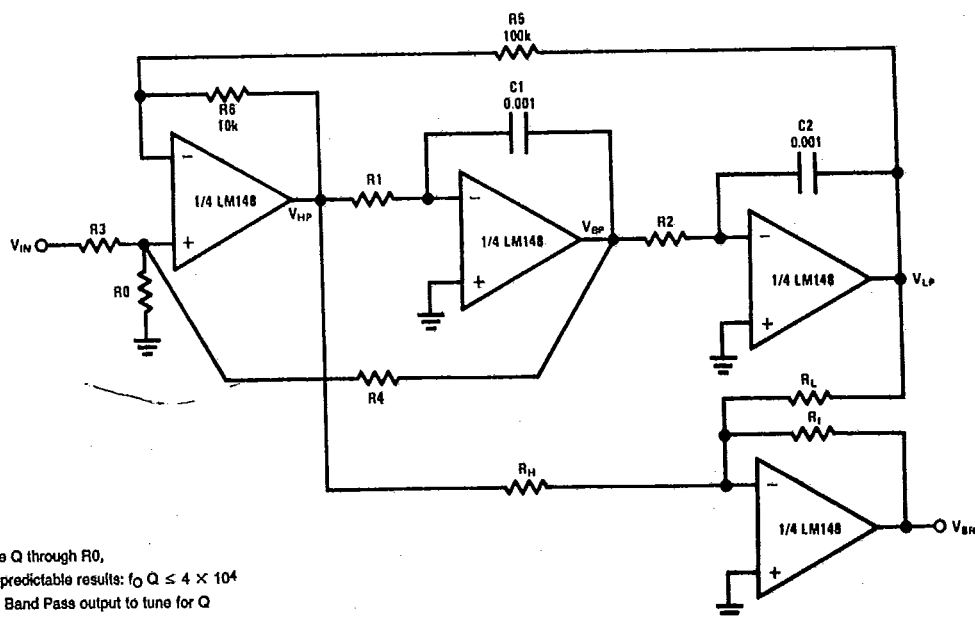 R5
100k
R6
10k
C1
0.001
C2
0.001
1/4 LM148
R1
VHP
1/4 LM148
VBP
R2
1/4 LM148
VLP
VIN
R3
R0
R4
RL
RH
1/4 LM148
e Q through R0,
predictable results: fO Q ≤ 4 × 10⁴
Band Pass output to tune for Q